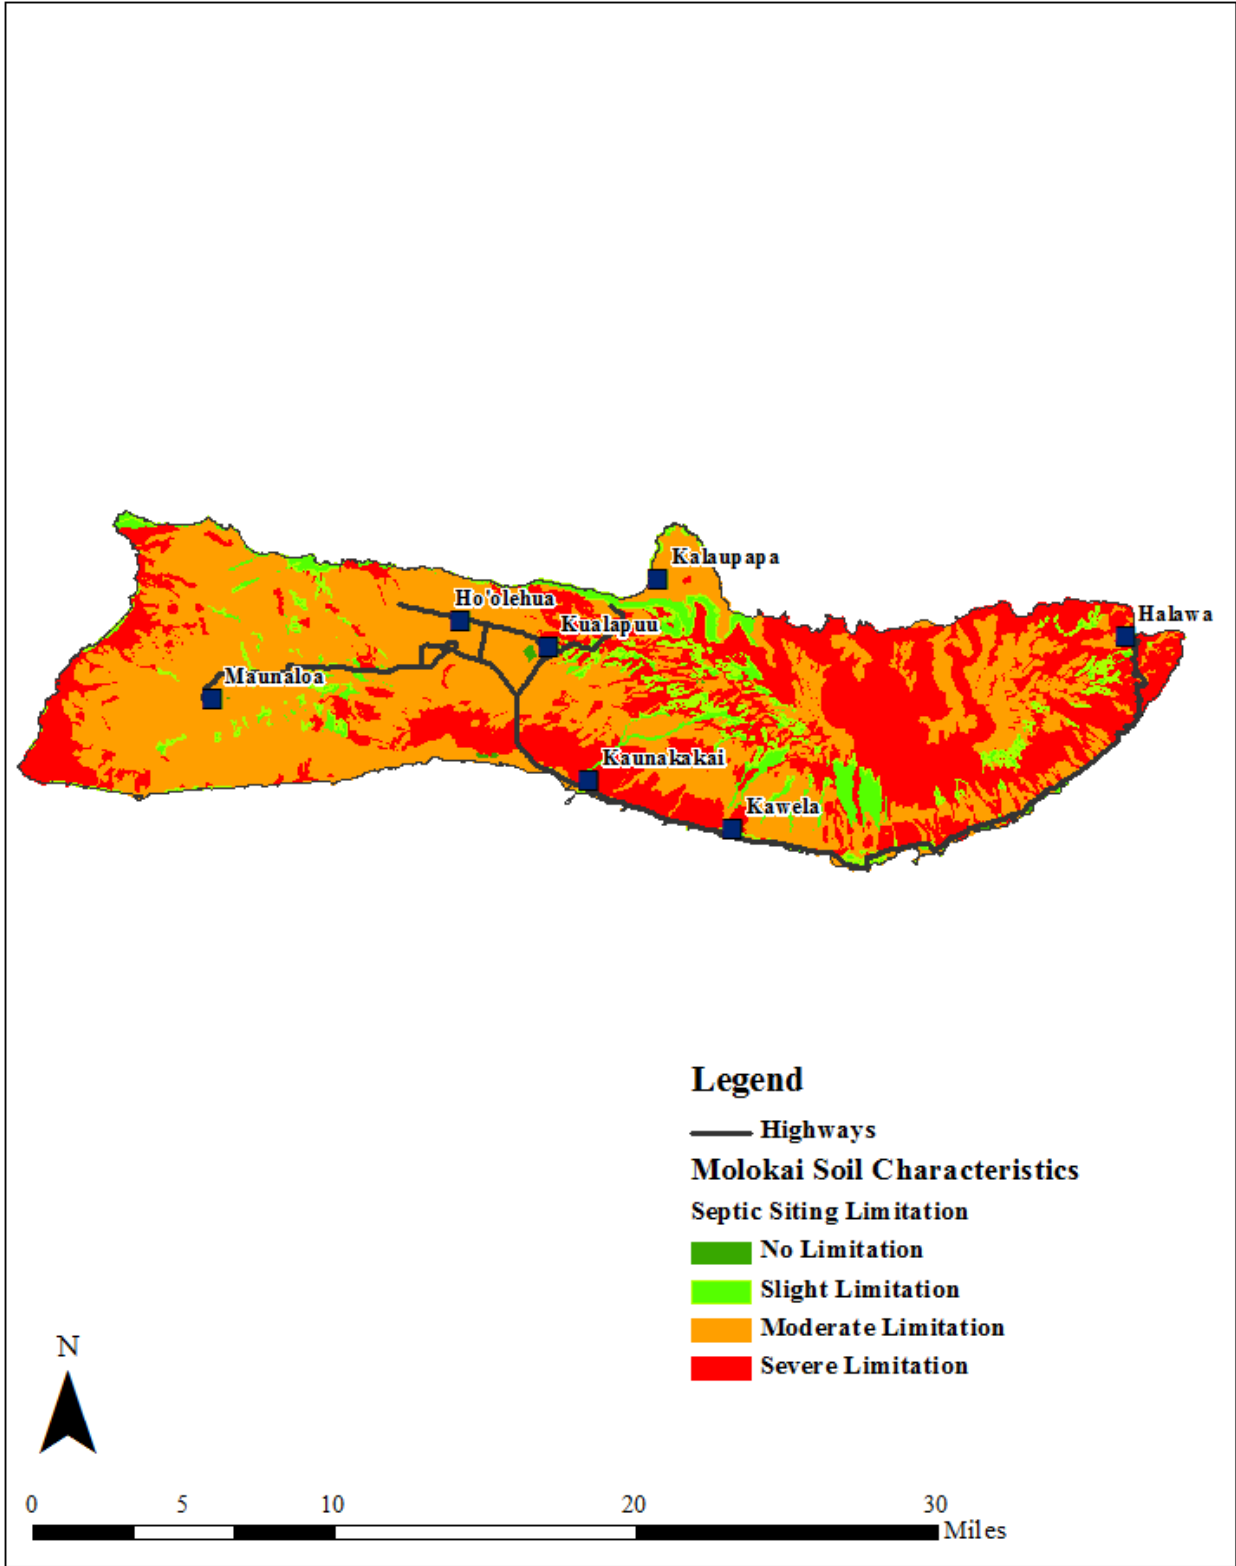 Kalaupapa
Ho'olehua
Kualapuu
Halawa
Maunaloa
Kaunakakai
Kawela
Legend
Highways
Molokai Soil Characteristics
Septic Siting Limitation
No Limitation
Slight Limitation
Moderate Limitation
Severe Limitation
N
0 5 10 20 30
Miles